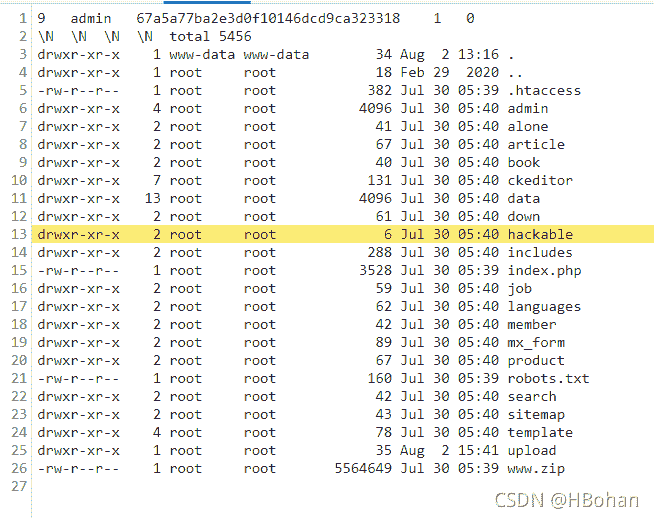 1 9 admin 67a5a77ba2e3d0f10146dcd9ca323318 1 0
2 \N \N \N \N total 5456
3 drwxr-xr-x 1 www-data www-data 34 Aug 2 13:16 .
4 drwxr-xr-x 1 root root 18 Feb 29 2020 ..
5 -rw-r--r-- 1 root root 382 Jul 30 05:39 .htaccess
6 drwxr-xr-x 4 root root 4096 Jul 30 05:40 admin
7 drwxr-xr-x 2 root root 41 Jul 30 05:40 alone
8 drwxr-xr-x 2 root root 67 Jul 30 05:40 article
9 drwxr-xr-x 2 root root 40 Jul 30 05:40 book
10 drwxr-xr-x 7 root root 131 Jul 30 05:40 ckeditor
11 drwxr-xr-x 13 root root 4096 Jul 30 05:40 data
12 drwxr-xr-x 2 root root 61 Jul 30 05:40 down
13 drwxr-xr-x 2 root root 6 Jul 30 05:40 hackable
14 drwxr-xr-x 2 root root 288 Jul 30 05:40 includes
15 -rw-r--r-- 1 root root 3528 Jul 30 05:39 index.php
16 drwxr-xr-x 2 root root 59 Jul 30 05:40 job
17 drwxr-xr-x 2 root root 62 Jul 30 05:40 languages
18 drwxr-xr-x 2 root root 42 Jul 30 05:40 member
19 drwxr-xr-x 2 root root 89 Jul 30 05:40 mx_form
20 drwxr-xr-x 2 root root 67 Jul 30 05:40 product
21 -rw-r--r-- 1 root root 160 Jul 30 05:39 robots.txt
22 drwxr-xr-x 2 root root 42 Jul 30 05:40 search
23 drwxr-xr-x 2 root root 43 Jul 30 05:40 sitemap
24 drwxr-xr-x 4 root root 78 Jul 30 05:40 template
25 drwxr-xr-x 1 root root 35 Aug 2 15:41 upload
26 -rw-r--r-- 1 root root 5564649 Jul 30 05:39 www.zip
27
CSDN @HBohan